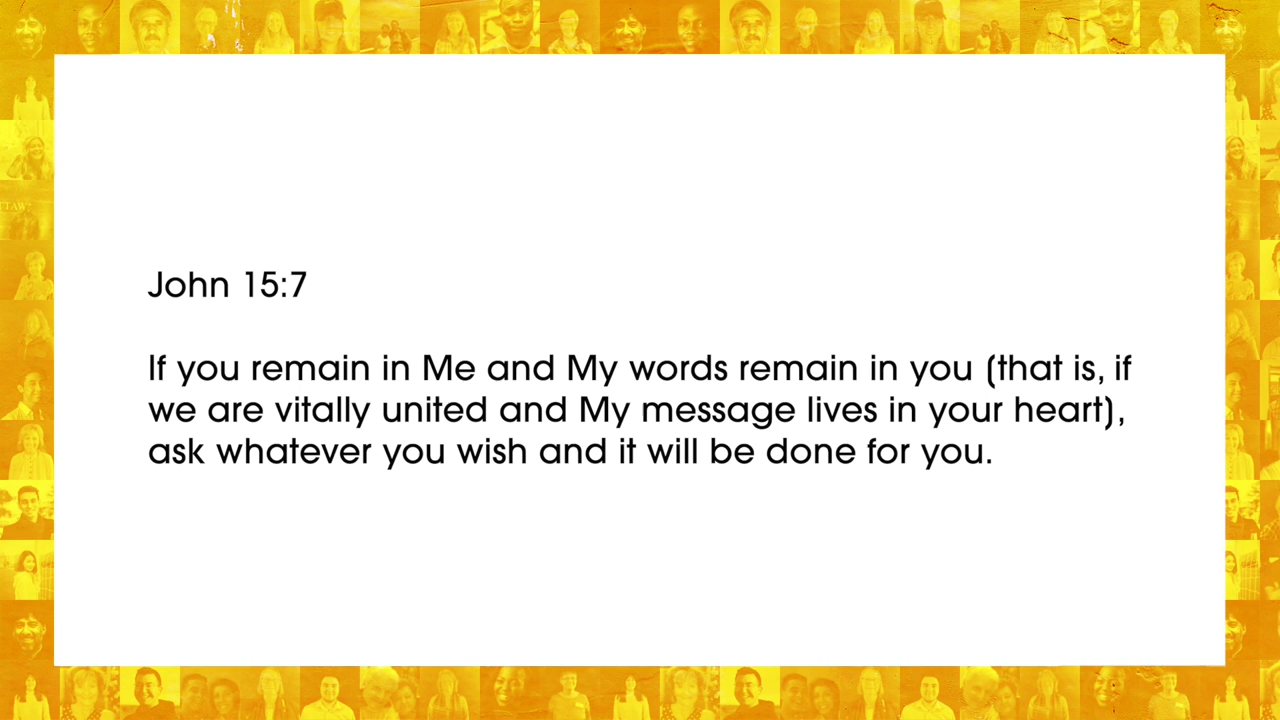 John 15:7
If you remain in Me and My words remain in you (that is, if
we are vitally united and My message lives in your heart),
ask whatever you wish and it will be done for you.